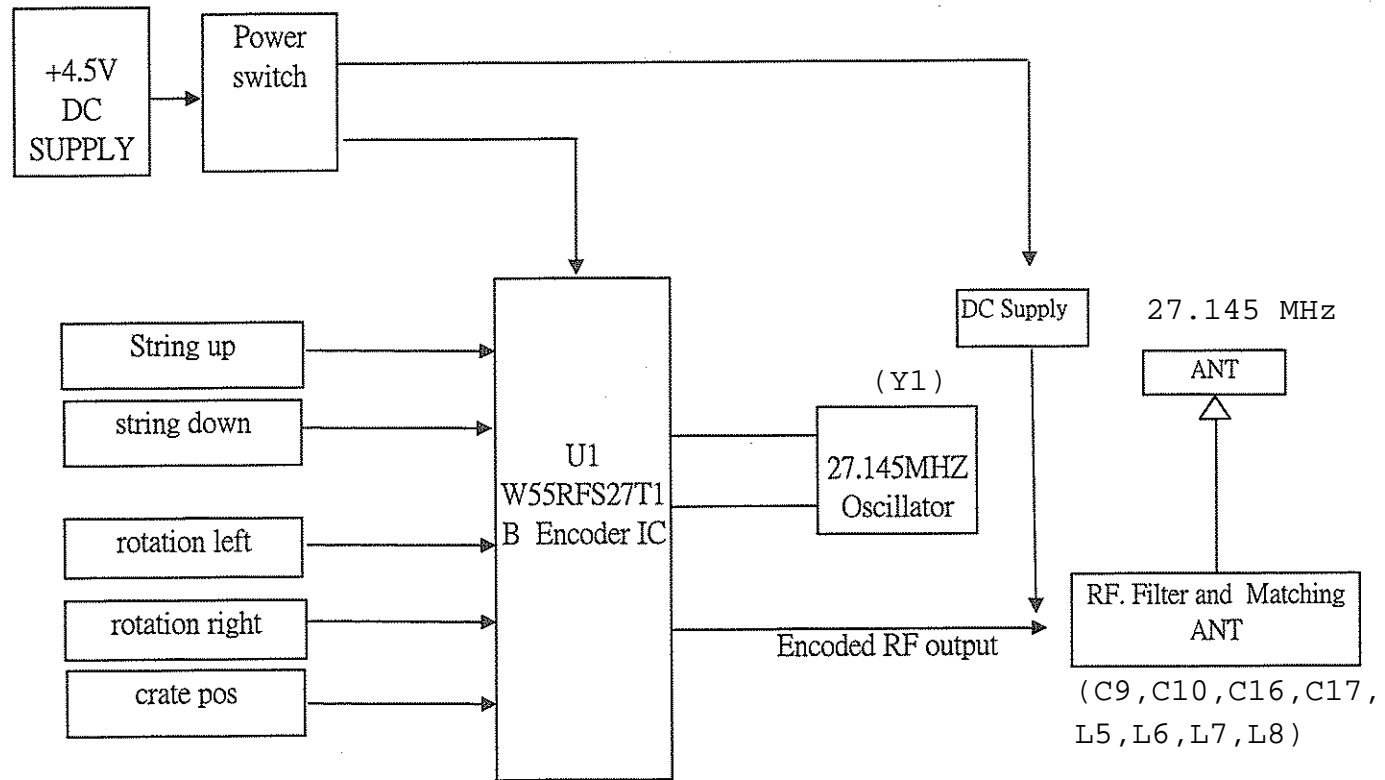 +4.5V
DC
SUPPLY
Power
switch
DC Supply
27.145 MHz
ANT
String up
string down
rotation left
rotation right
crate pos
U1
W55RFS27T1
B Encoder IC
(Y1)
27.145MHZ
Oscillator
Encoded RF output
RF. Filter and Matching
ANT
(C9,C10,C16,C17,
L5,L6,L7,L8)